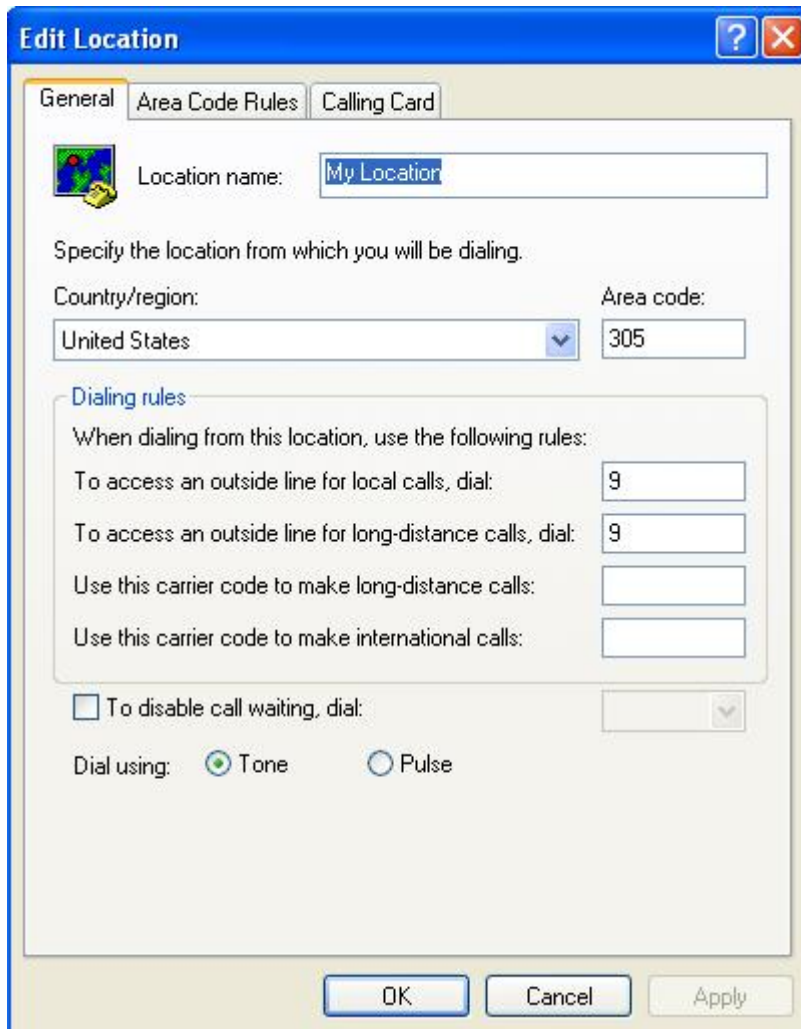 Edit Location
General Area Code Rules Calling Card
Location name: My Location
Specify the location from which you will be dialing.
Country/region: Area code:
United States 305
Dialing rules
When dialing from this location, use the following rules:
To access an outside line for local calls, dial: 9
To access an outside line for long-distance calls, dial: 9
Use this carrier code to make long-distance calls:
Use this carrier code to make international calls:
To disable call waiting, dial:
Dial using: Tone Pulse
OK Cancel Apply